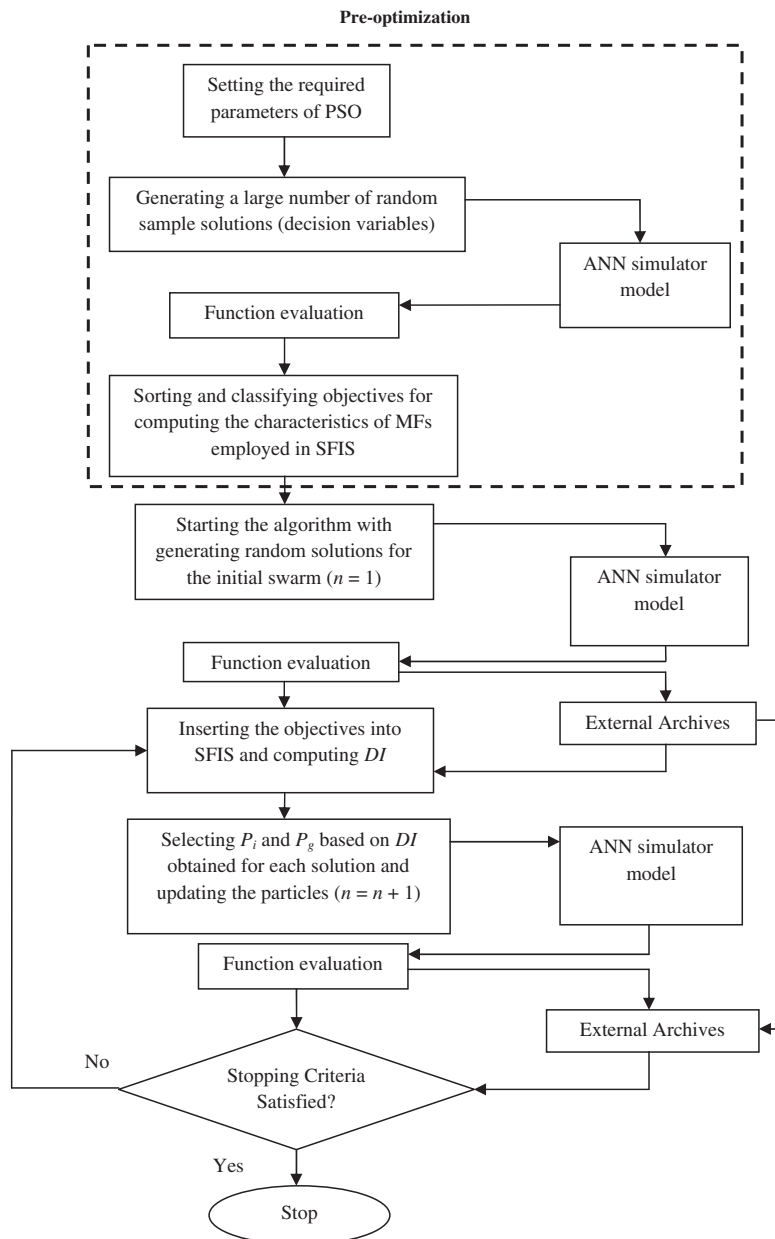 Pre-optimization
Setting the required
parameters of PSO
Generating a large number of random
sample solutions (decision variables)
ANN simulator
model
Function evaluation
Sorting and classifying objectives for
computing the characteristics of MFs
employed in SFIS
Starting the algorithm with
generating random solutions for
the initial swarm (n = 1)
ANN simulator
model
Function evaluation
External Archives
Inserting the objectives into
SFIS and computing DI
Selecting Pi and Pg based on DI
obtained for each solution and
updating the particles (n = n + 1)
ANN simulator
model
Function evaluation
External Archives
No
Stopping Criteria
Satisfied?
Yes
Stop